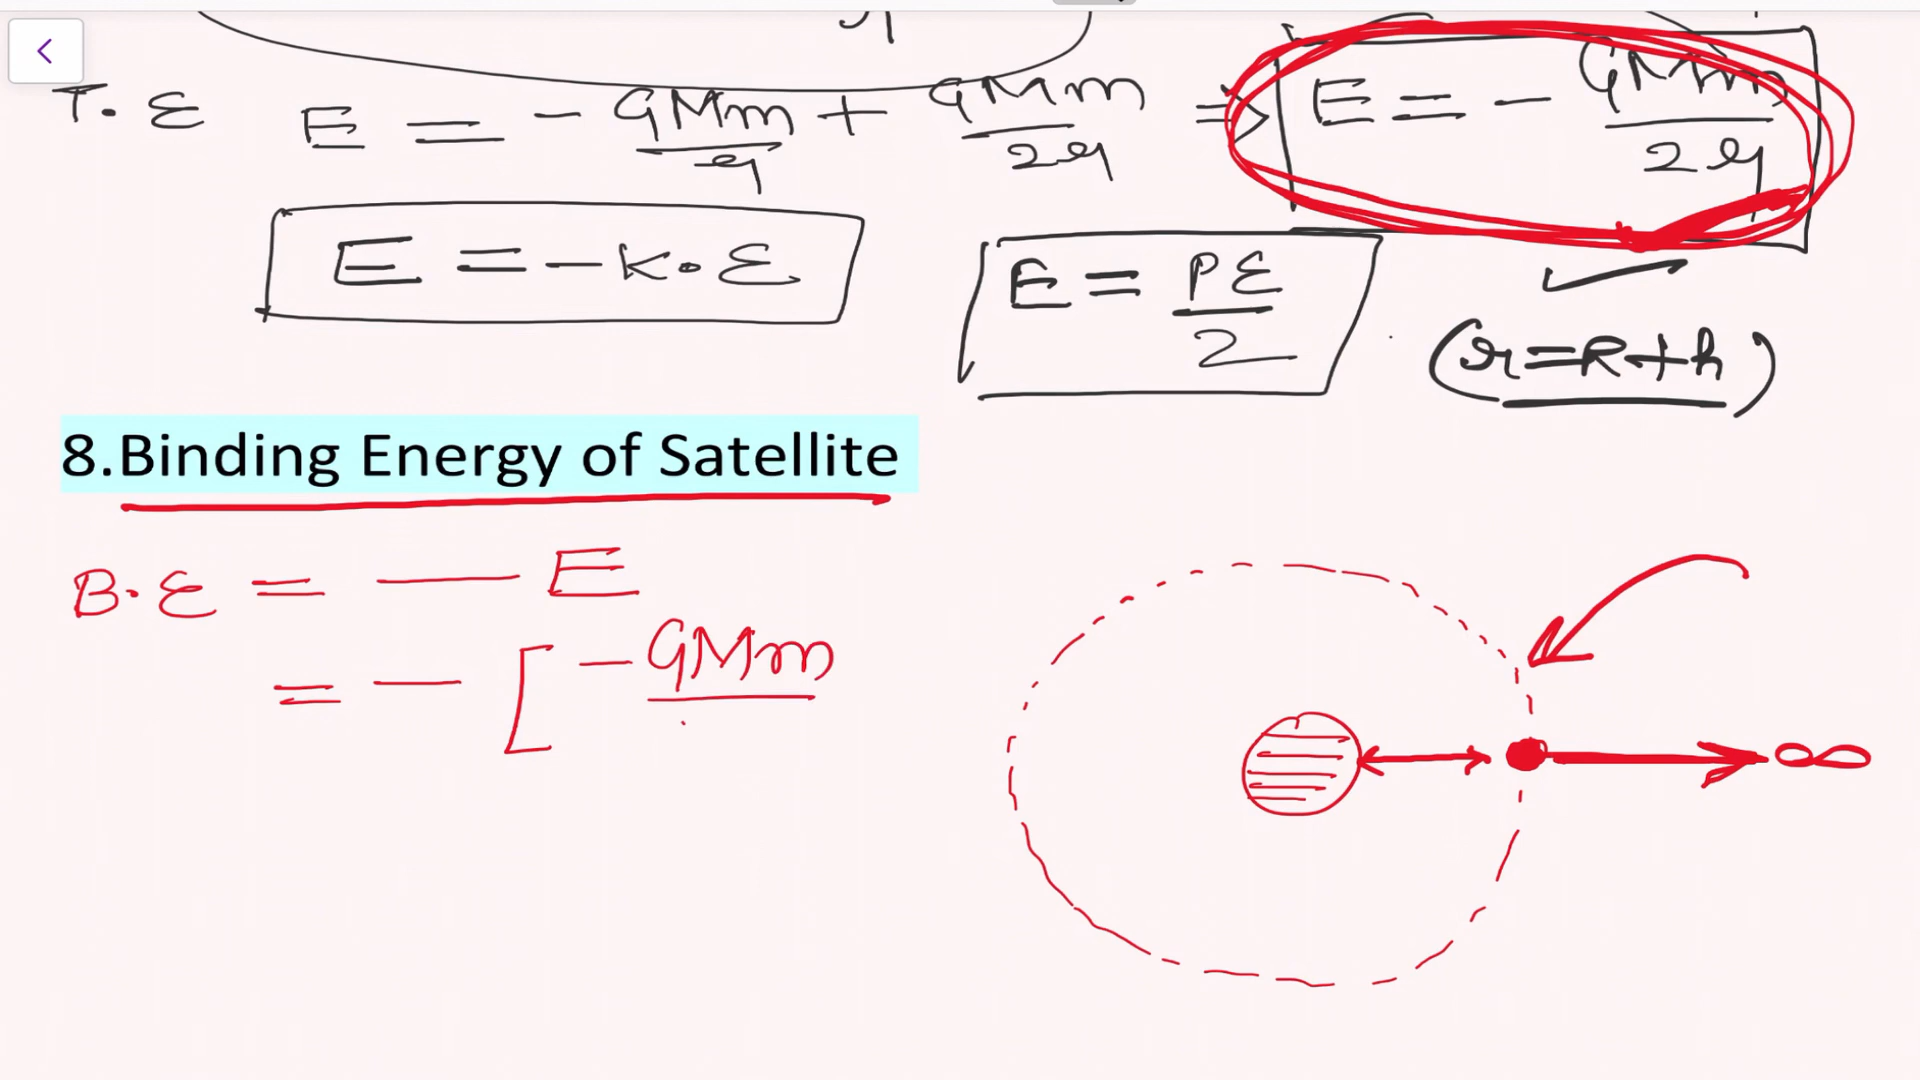 T. E E = - GMm/r + GMm/2r ⇒ E = - GMm/2r
E = - K.E
E = PE/2
(r=R+h)
8.Binding Energy of Satellite
B.E = — E
= — [ -GMm
∞